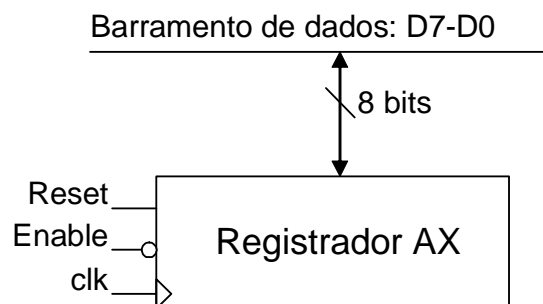 Barramento de dados: D7-D0
8 bits
Reset
Enable
clk
Registrador AX